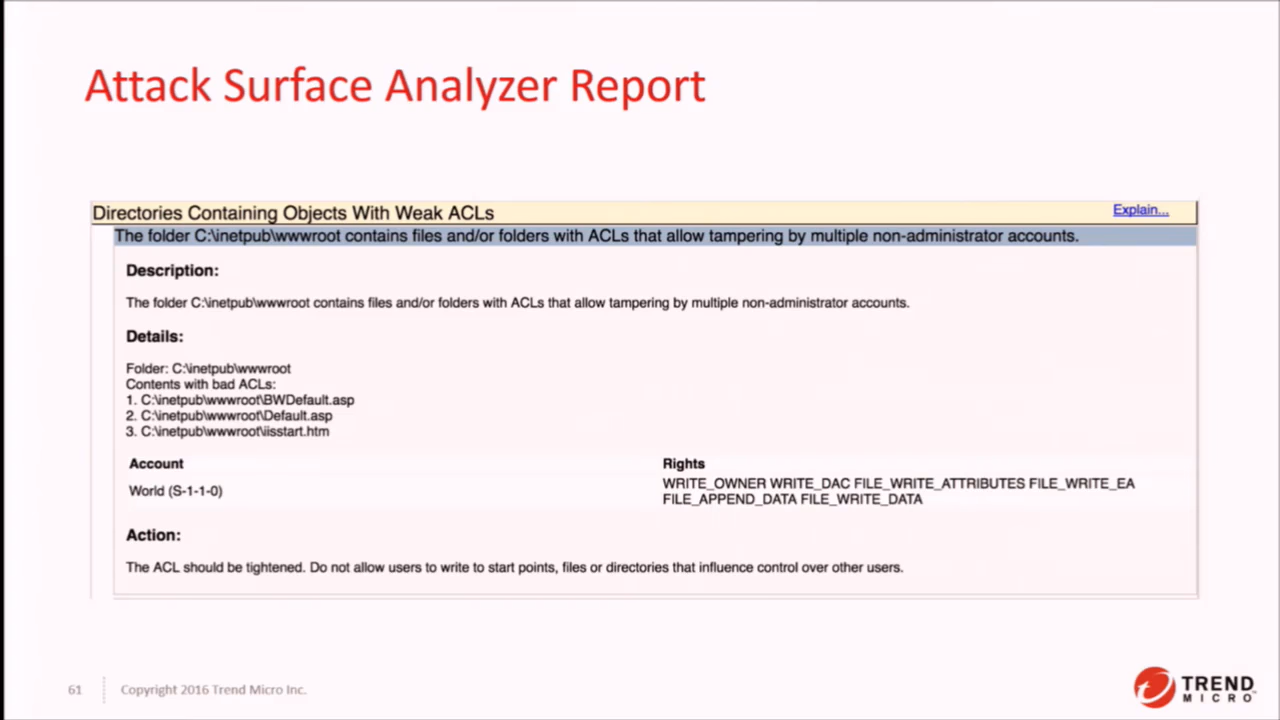 Attack Surface Analyzer Report
Directories Containing Objects With Weak ACLs
Explain...
The folder C:\inetpub\wwwroot contains files and/or folders with ACLs that allow tampering by multiple non-administrator accounts.
Description:
The folder C:\inetpub\wwwroot contains files and/or folders with ACLs that allow tampering by multiple non-administrator accounts.
Details:
Folder: C:\inetpub\wwwroot
Contents with bad ACLs:
1. C:\inetpub\wwwroot\BWDefault.asp
2. C:\inetpub\wwwroot\Default.asp
3. C:\inetpub\wwwroot\iisstart.htm
Account Rights
World (S-1-1-0) WRITE_OWNER WRITE_DAC FILE_WRITE_ATTRIBUTES FILE_WRITE_EA
FILE_APPEND_DATA FILE_WRITE_DATA
Action:
The ACL should be tightened. Do not allow users to write to start points, files or directories that influence control over other users.
61 Copyright 2016 Trend Micro Inc.
TREND
MICRO